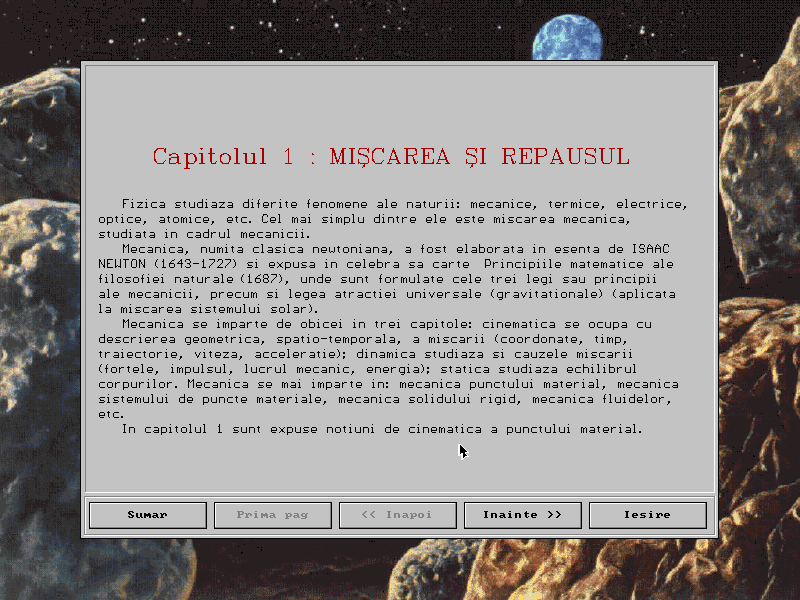 Capitolul 1 : MIŞCAREA ŞI REPAUSUL
Fizica studiaza diferite fenomene ale naturii: mecanice, termice, electrice,
optice, atomice, etc. Cel mai simplu dintre ele este miscarea mecanica,
studiata in cadrul mecanicii.
Mecanica, numita clasica newtoniana, a fost elaborata in esenta de ISAAC
NEWTON (1643-1727) si expusa in celebra sa carte Principiile matematice ale
filosofiei naturale (1687), unde sunt formulate cele trei legi sau principii
ale mecanicii, precum si legea atractiei universale (gravitationale) (aplicata
la miscarea sistemului solar).
Mecanica se imparte de obicei in trei capitole: cinematica se ocupa cu
descrierea geometrica, spatio-temporala, a miscarii (coordonate, timp,
traiectorie, viteza, acceleratie); dinamica studiaza si cauzele miscarii
(fortele, impulsul, lucrul mecanic, energia); statica studiaza echilibrul
corpurilor. Mecanica se mai imparte in: mecanica punctului material, mecanica
sistemului de puncte materiale, mecanica solidului rigid, mecanica fluidelor,
etc.
In capitolul 1 sunt expuse notiuni de cinematica a punctului material.
Sumar Prima pag << Inapoi Inainte >> Iesire